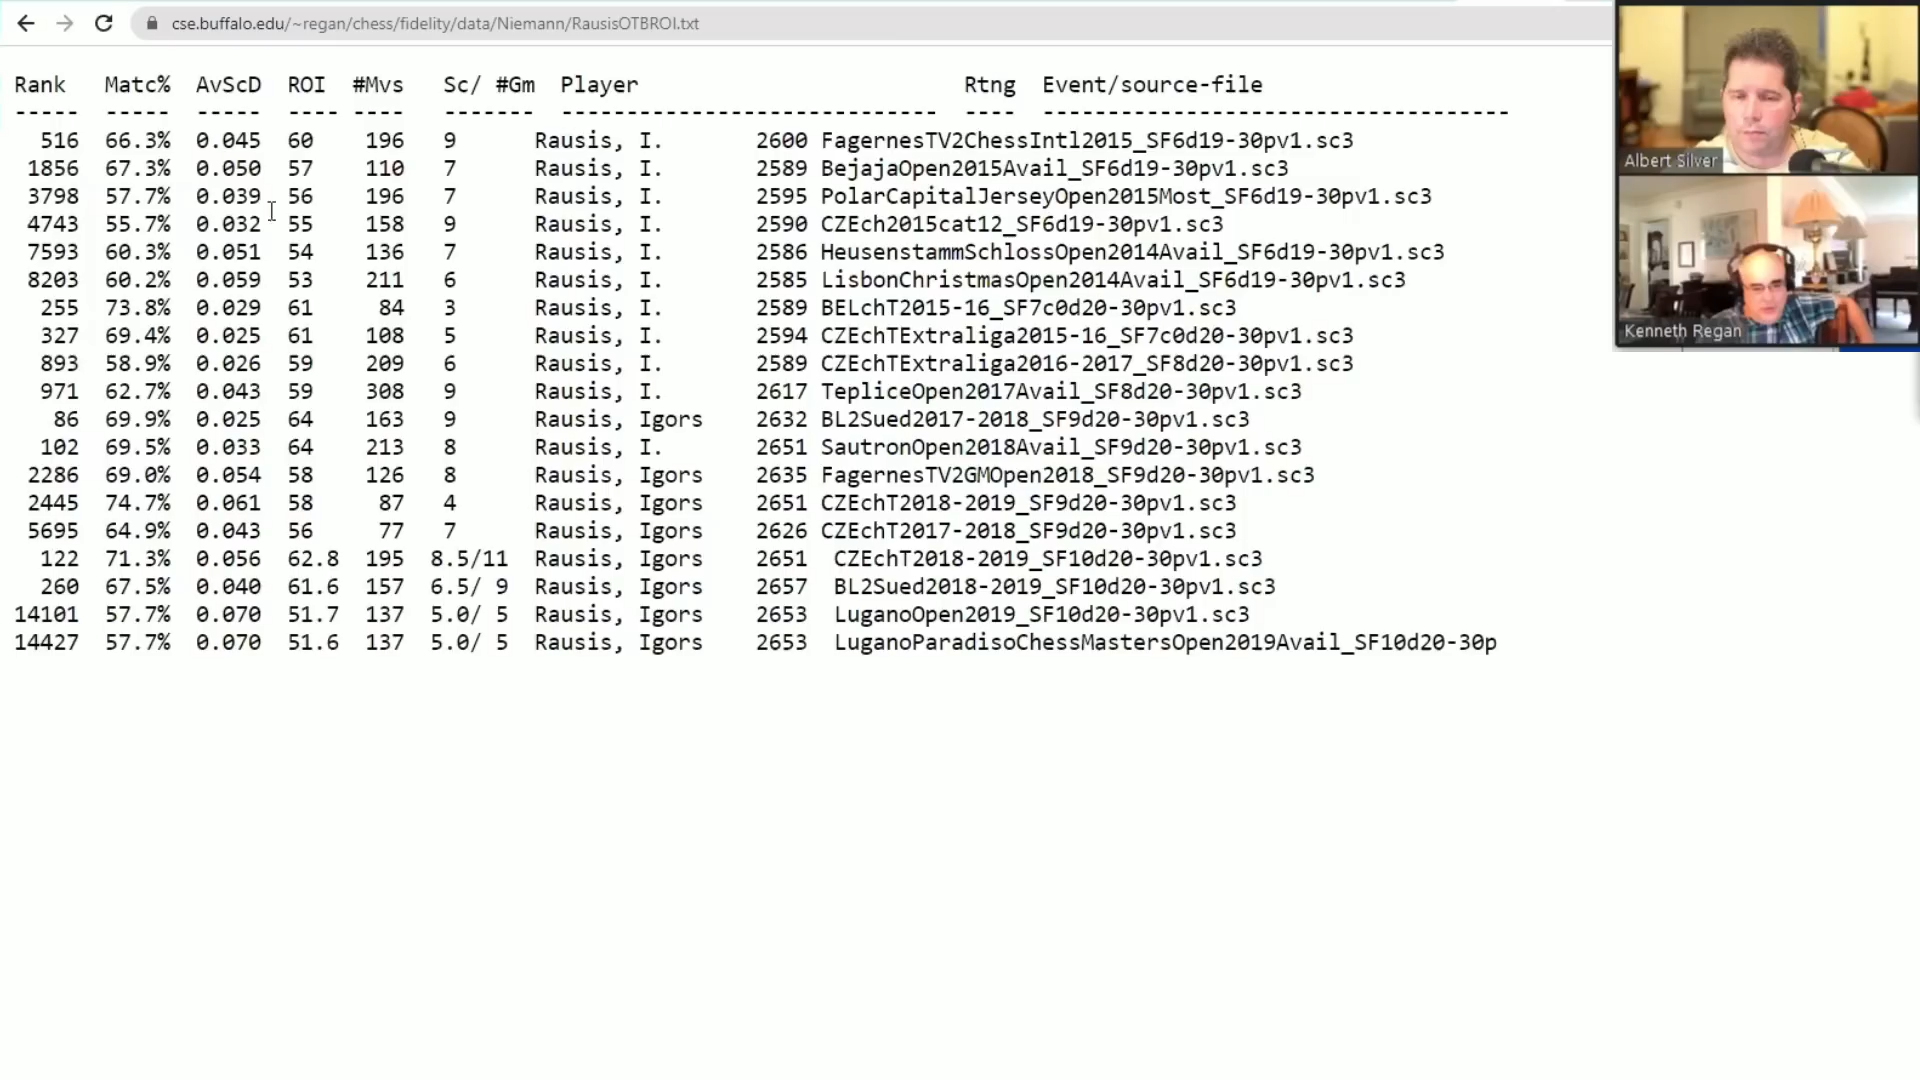 cse.buffalo.edu/~regan/chess/fidelity/data/Niemann/RausisOTBROI.txt
Rank Matc% AvScD ROI #Mvs Sc/ #Gm Player Rtng Event/source-file
----- ----- ----- ---- ---- ------- ----------------------------- ---- ------------------------------------
516 66.3% 0.045 60 196 9 Rausis, I. 2600 FagernesTV2ChessIntl2015_SF6d19-30pv1.sc3
1856 67.3% 0.050 57 110 7 Rausis, I. 2589 BejajaOpen2015Avail_SF6d19-30pv1.sc3
3798 57.7% 0.039 56 196 7 Rausis, I. 2595 PolarCapitalJerseyOpen2015Most_SF6d19-30pv1.sc3
4743 55.7% 0.032 55 158 9 Rausis, I. 2590 CZEch2015cat12_SF6d19-30pv1.sc3
7593 60.3% 0.051 54 136 7 Rausis, I. 2586 HeusenstammSchlossOpen2014Avail_SF6d19-30pv1.sc3
8203 60.2% 0.059 53 211 6 Rausis, I. 2585 LisbonChristmasOpen2014Avail_SF6d19-30pv1.sc3
255 73.8% 0.029 61 84 3 Rausis, I. 2589 BELchT2015-16_SF7c0d20-30pv1.sc3
327 69.4% 0.025 61 108 5 Rausis, I. 2594 CZEchTExtraliga2015-16_SF7c0d20-30pv1.sc3
893 58.9% 0.026 59 209 6 Rausis, I. 2589 CZEchTExtraliga2016-2017_SF8d20-30pv1.sc3
971 62.7% 0.043 59 308 9 Rausis, I. 2617 TepliceOpen2017Avail_SF8d20-30pv1.sc3
86 69.9% 0.025 64 163 9 Rausis, Igors 2632 BL2Sued2017-2018_SF9d20-30pv1.sc3
102 69.5% 0.033 64 213 8 Rausis, I. 2651 SautronOpen2018Avail_SF9d20-30pv1.sc3
2286 69.0% 0.054 58 126 8 Rausis, Igors 2635 FagernesTV2GMOpen2018_SF9d20-30pv1.sc3
2445 74.7% 0.061 58 87 4 Rausis, Igors 2651 CZEchT2018-2019_SF9d20-30pv1.sc3
5695 64.9% 0.043 56 77 7 Rausis, Igors 2626 CZEchT2017-2018_SF9d20-30pv1.sc3
122 71.3% 0.056 62.8 195 8.5/11 Rausis, Igors 2651 CZEchT2018-2019_SF10d20-30pv1.sc3
260 67.5% 0.040 61.6 157 6.5/ 9 Rausis, Igors 2657 BL2Sued2018-2019_SF10d20-30pv1.sc3
14101 57.7% 0.070 51.7 137 5.0/ 5 Rausis, Igors 2653 LuganoOpen2019_SF10d20-30pv1.sc3
14427 57.7% 0.070 51.6 137 5.0/ 5 Rausis, Igors 2653 LuganoParadisoChessMastersOpen2019Avail_SF10d20-30p
Albert Silver
Kenneth Regan